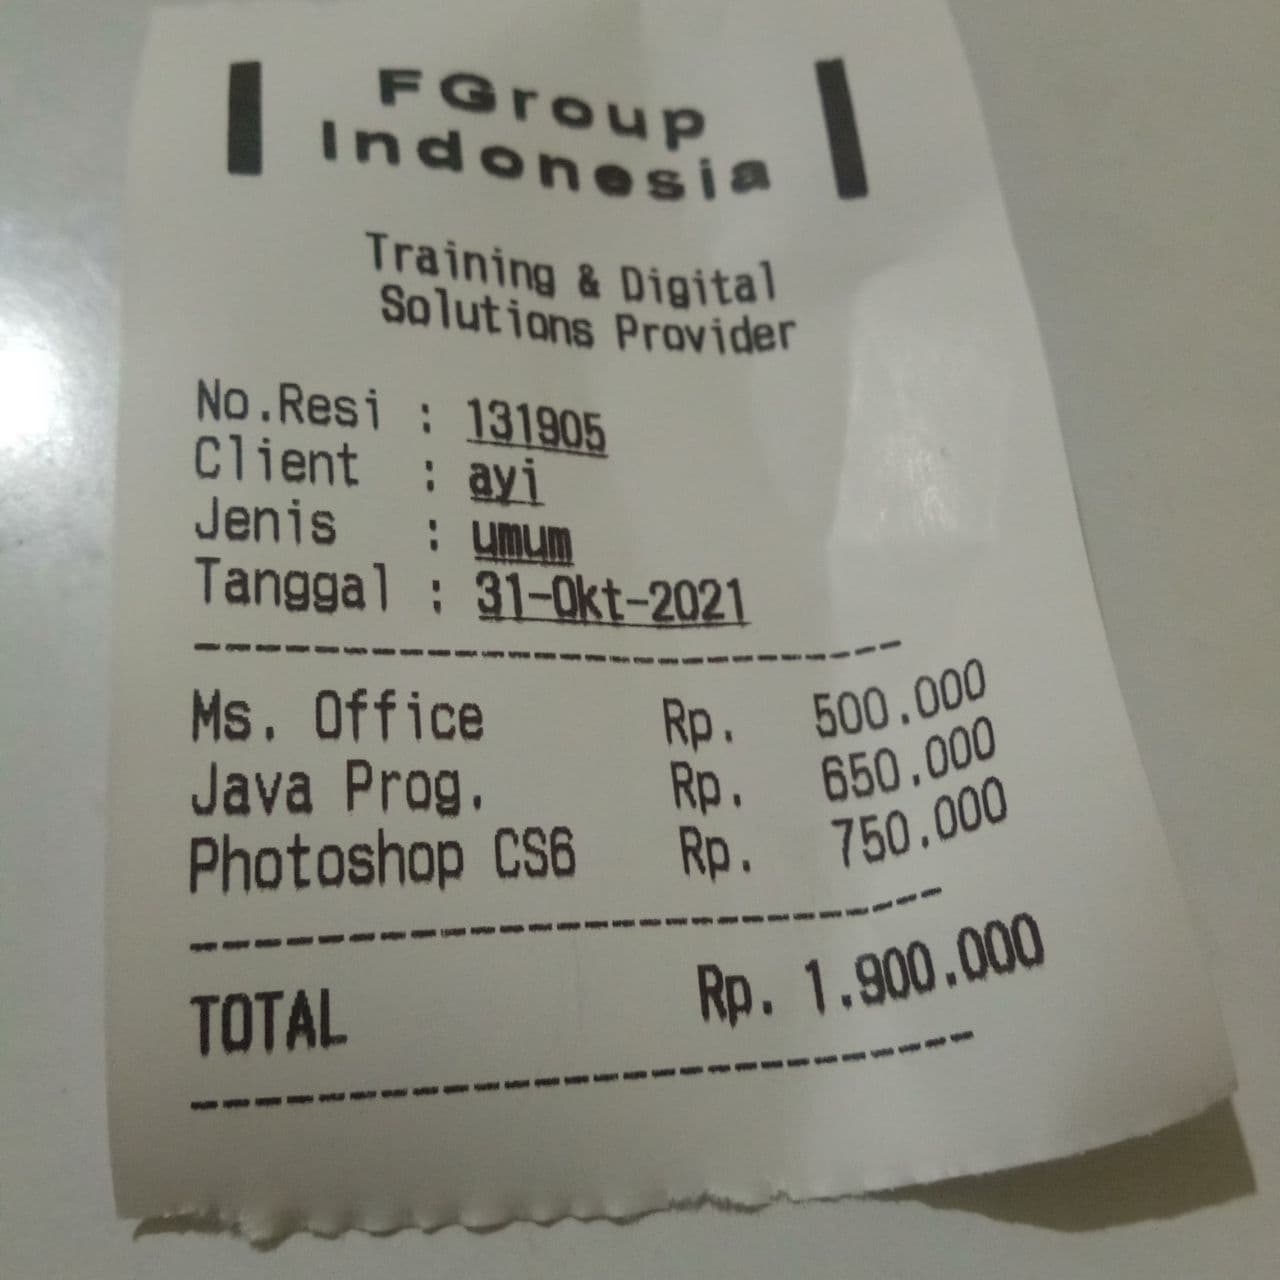 FGroup
Indonesia
Training & Digital
Solutions Provider
No.Resi : 131905
Client : ayi
Jenis : umum
Tanggal : 31-Okt-2021
--------------------------------
Ms. Office Rp. 500.000
Java Prog. Rp. 650.000
Photoshop CS6 Rp. 750.000
--------------------------------
TOTAL Rp. 1.900.000
--------------------------------